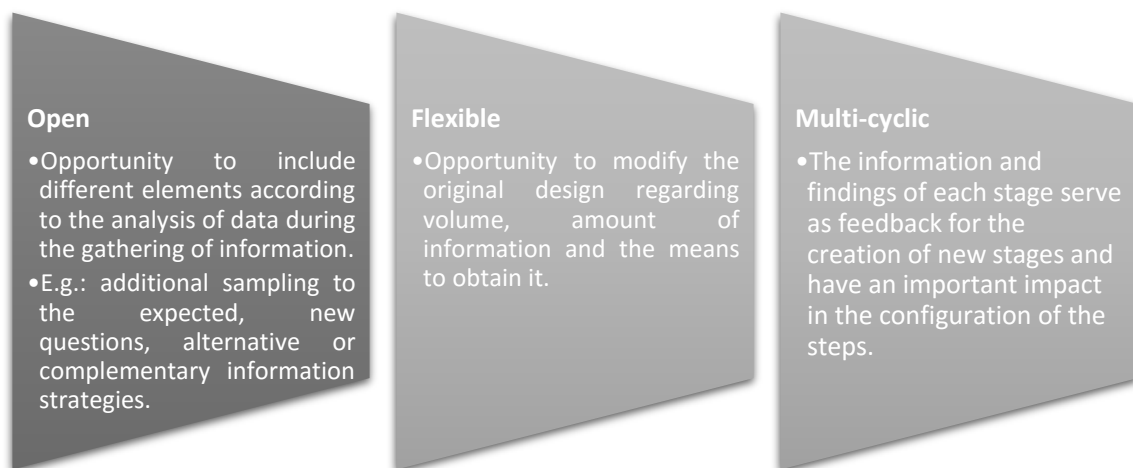 Open
•Opportunity to include
different elements according
to the analysis of data during
the gathering of information.
•E.g.: additional sampling to
the expected, new
questions, alternative or
complementary information
strategies.
Flexible
•Opportunity to modify the
original design regarding
volume, amount of
information and the means
to obtain it.
Multi-cyclic
•The information and
findings of each stage serve
as feedback for the
creation of new stages and
have an important impact
in the configuration of the
steps.